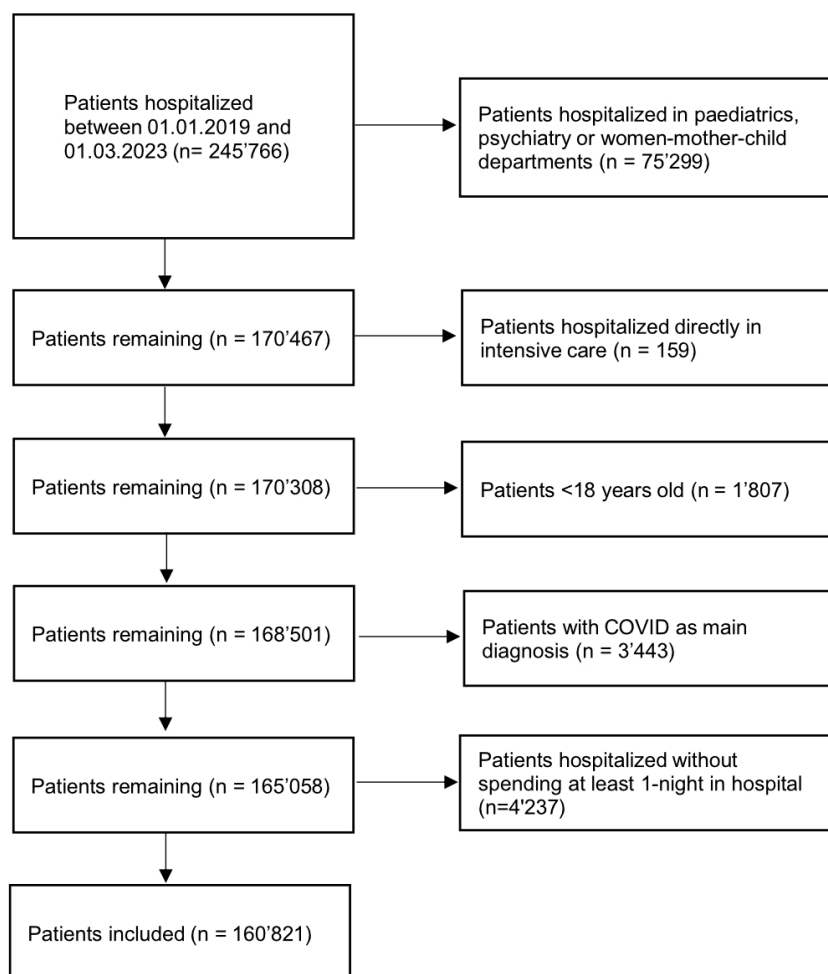 Patients hospitalized
between 01.01.2019 and
01.03.2023 (n= 245’766)
Patients hospitalized in paediatrics,
psychiatry or women-mother-child
departments (n = 75’299)
Patients remaining (n = 170’467)
Patients hospitalized directly in
intensive care (n = 159)
Patients remaining (n = 170’308)
Patients <18 years old (n = 1’807)
Patients remaining (n = 168’501)
Patients with COVID as main
diagnosis (n = 3’443)
Patients remaining (n = 165’058)
Patients hospitalized without
spending at least 1-night in hospital
(n=4'237)
Patients included (n = 160’821)